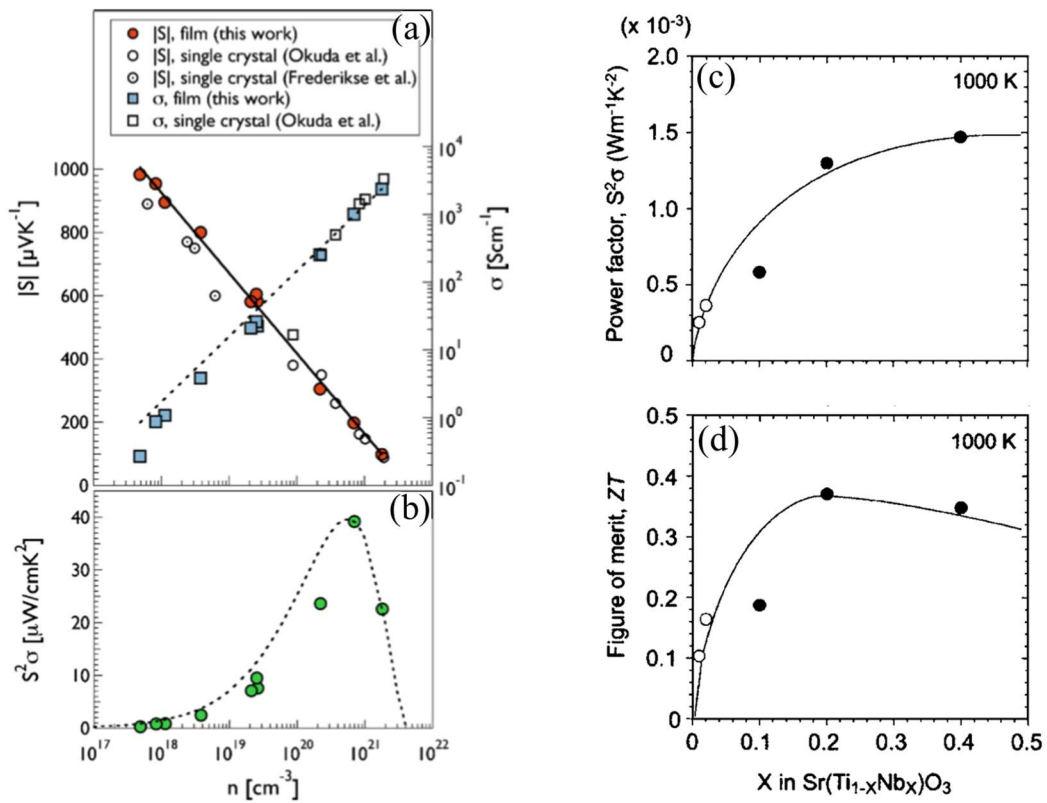 (a)
|S|, film (this work)
|S|, single crystal (Okuda et al.)
|S|, single crystal (Frederikse et al.)
σ, film (this work)
σ, single crystal (Okuda et al.)
1000
800
600
400
200
0
|S| [μVK⁻¹]
10⁴
10³
10²
10¹
10⁰
10⁻¹
σ [Scm⁻¹]
(b)
40
30
20
10
0
S²σ [μW/cmK²]
10¹⁷ 10¹⁸ 10¹⁹ 10²⁰ 10²¹ 10²²
n [cm⁻³]
(x 10⁻³)
(c)
1000 K
2.0
1.5
1.0
0.5
0
Power factor, S²σ (Wm⁻¹K⁻²)
(d)
1000 K
0.5
0.4
0.3
0.2
0.1
0
Figure of merit, ZT
0 0.1 0.2 0.3 0.4 0.5
X in Sr(Ti₁₋ₓNbₓ)O₃